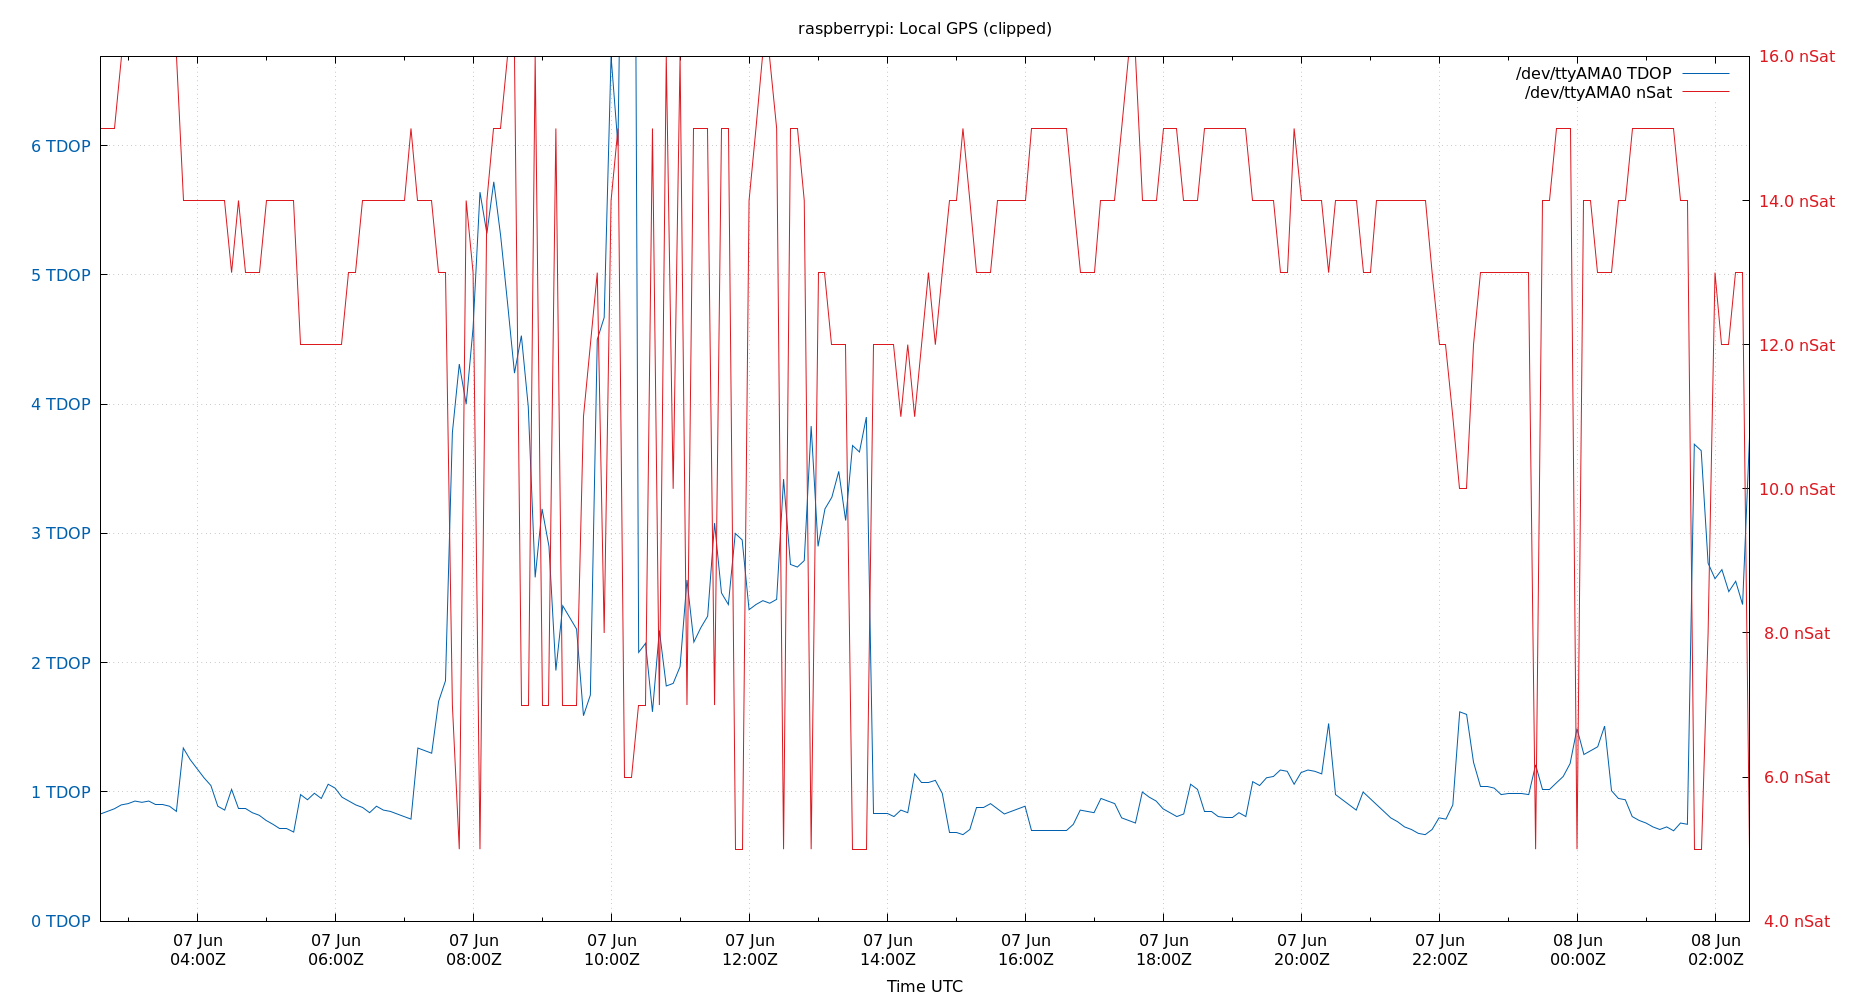 raspberrypi: Local GPS (clipped)
/dev/ttyAMA0 TDOP
/dev/ttyAMA0 nSat
6 TDOP
5 TDOP
4 TDOP
3 TDOP
2 TDOP
1 TDOP
0 TDOP
16.0 nSat
14.0 nSat
12.0 nSat
10.0 nSat
8.0 nSat
6.0 nSat
4.0 nSat
07 Jun
04:00Z
07 Jun
06:00Z
07 Jun
08:00Z
07 Jun
10:00Z
07 Jun
12:00Z
07 Jun
14:00Z
07 Jun
16:00Z
07 Jun
18:00Z
07 Jun
20:00Z
07 Jun
22:00Z
08 Jun
00:00Z
08 Jun
02:00Z
Time UTC